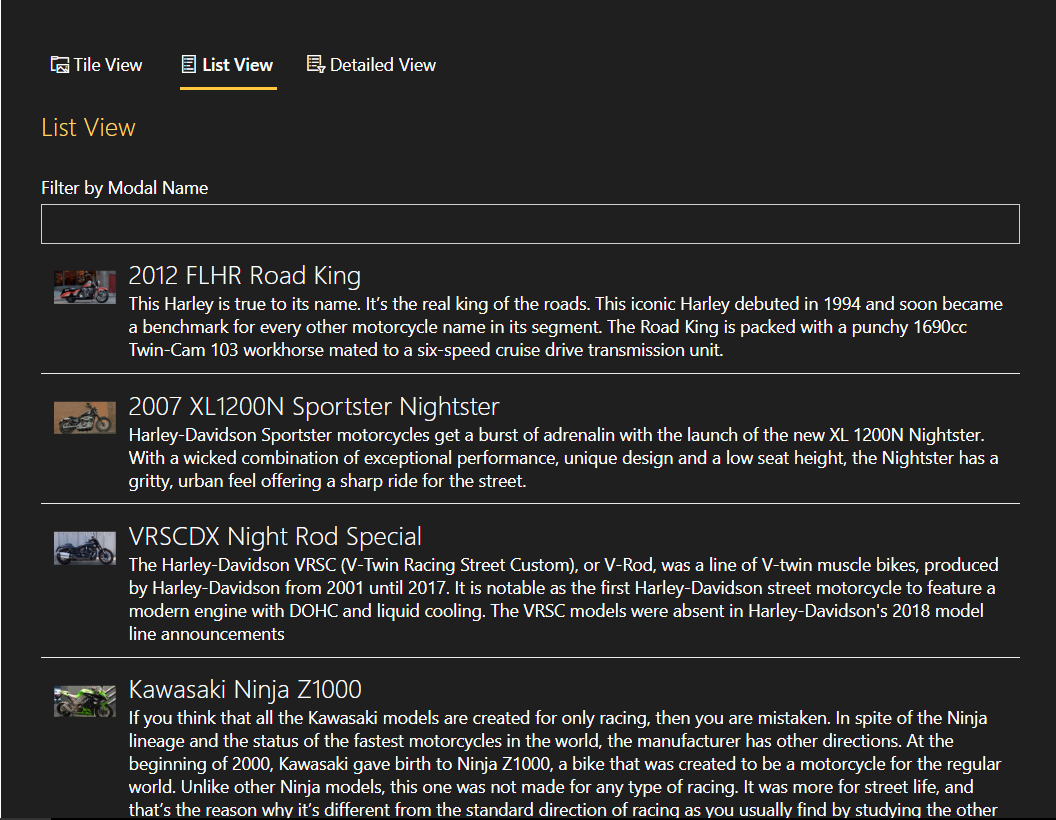 Tile View
List View
Detailed View
List View
Filter by Modal Name
2012 FLHR Road King
This Harley is true to its name. It’s the real king of the roads. This iconic Harley debuted in 1994 and soon became
a benchmark for every other motorcycle name in its segment. The Road King is packed with a punchy 1690cc
Twin-Cam 103 workhorse mated to a six-speed cruise drive transmission unit.
2007 XL1200N Sportster Nightster
Harley-Davidson Sportster motorcycles get a burst of adrenalin with the launch of the new XL 1200N Nightster.
With a wicked combination of exceptional performance, unique design and a low seat height, the Nightster has a
gritty, urban feel offering a sharp ride for the street.
VRSCDX Night Rod Special
The Harley-Davidson VRSC (V-Twin Racing Street Custom), or V-Rod, was a line of V-twin muscle bikes, produced
by Harley-Davidson from 2001 until 2017. It is notable as the first Harley-Davidson street motorcycle to feature a
modern engine with DOHC and liquid cooling. The VRSC models were absent in Harley-Davidson's 2018 model
line announcements
Kawasaki Ninja Z1000
If you think that all the Kawasaki models are created for only racing, then you are mistaken. In spite of the Ninja
lineage and the status of the fastest motorcycles in the world, the manufacturer has other directions. At the
beginning of 2000, Kawasaki gave birth to Ninja Z1000, a bike that was created to be a motorcycle for the regular
world. Unlike other Ninja models, this one was not made for any type of racing. It was more for street life, and
that’s the reason why it’s different from the standard direction of racing as you usually find by studying the other